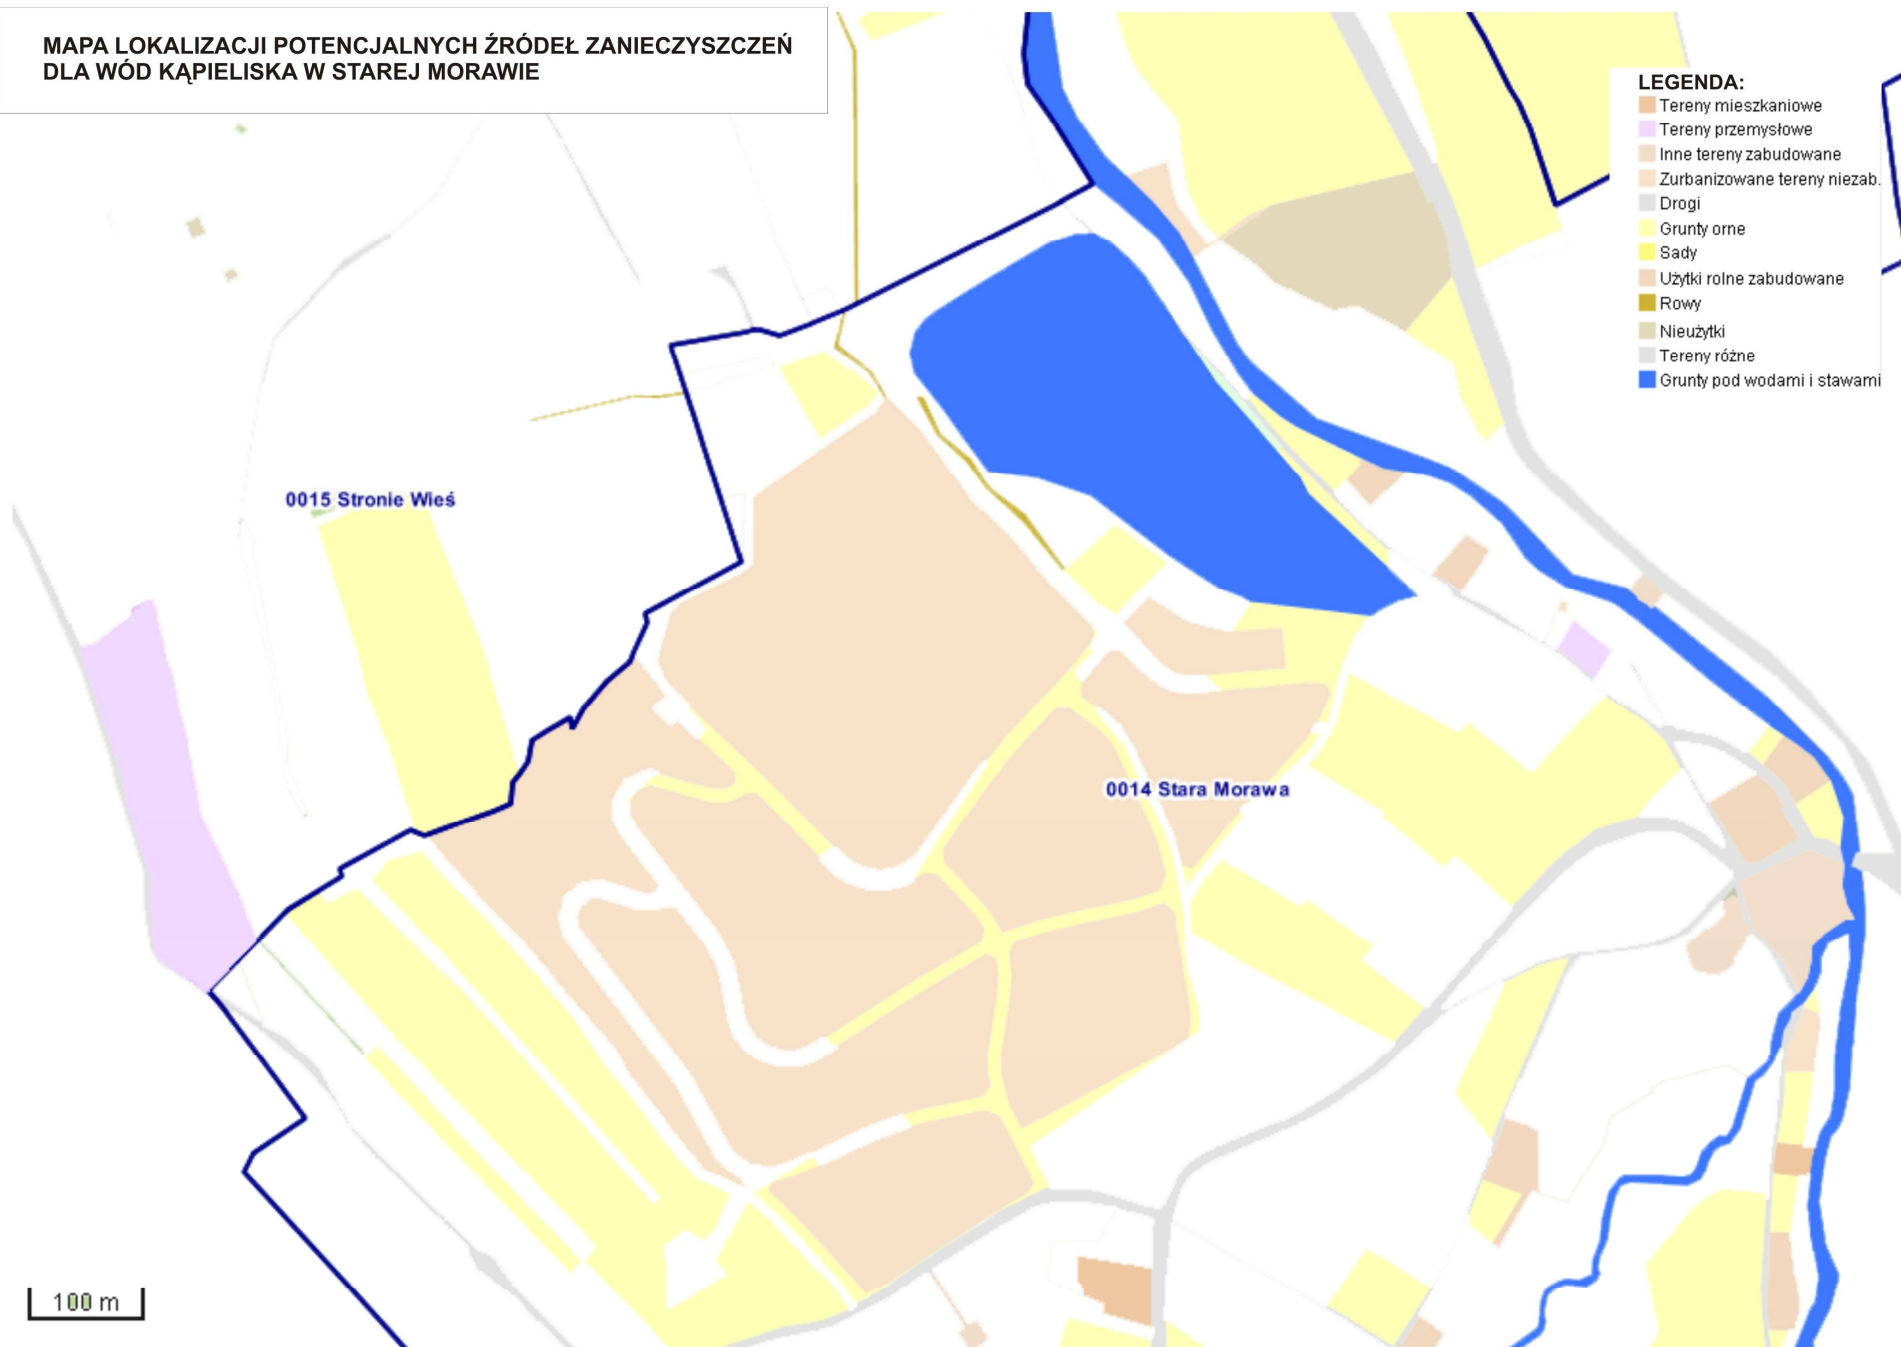 MAPA LOKALIZACJI POTENCJALNYCH ŹRÓDEŁ ZANIECZYSZCZEŃ
DLA WÓD KĄPIELISKA W STAREJ MORAWIE
LEGENDA:
Tereny mieszkaniowe
Tereny przemysłowe
Inne tereny zabudowane
Zurbanizowane tereny niezab.
Drogi
Grunty orne
Sady
Użytki rolne zabudowane
Rowy
Nieużytki
Tereny różne
Grunty pod wodami i stawami
0015 Stronie Wieś
0014 Stara Morawa
100 m